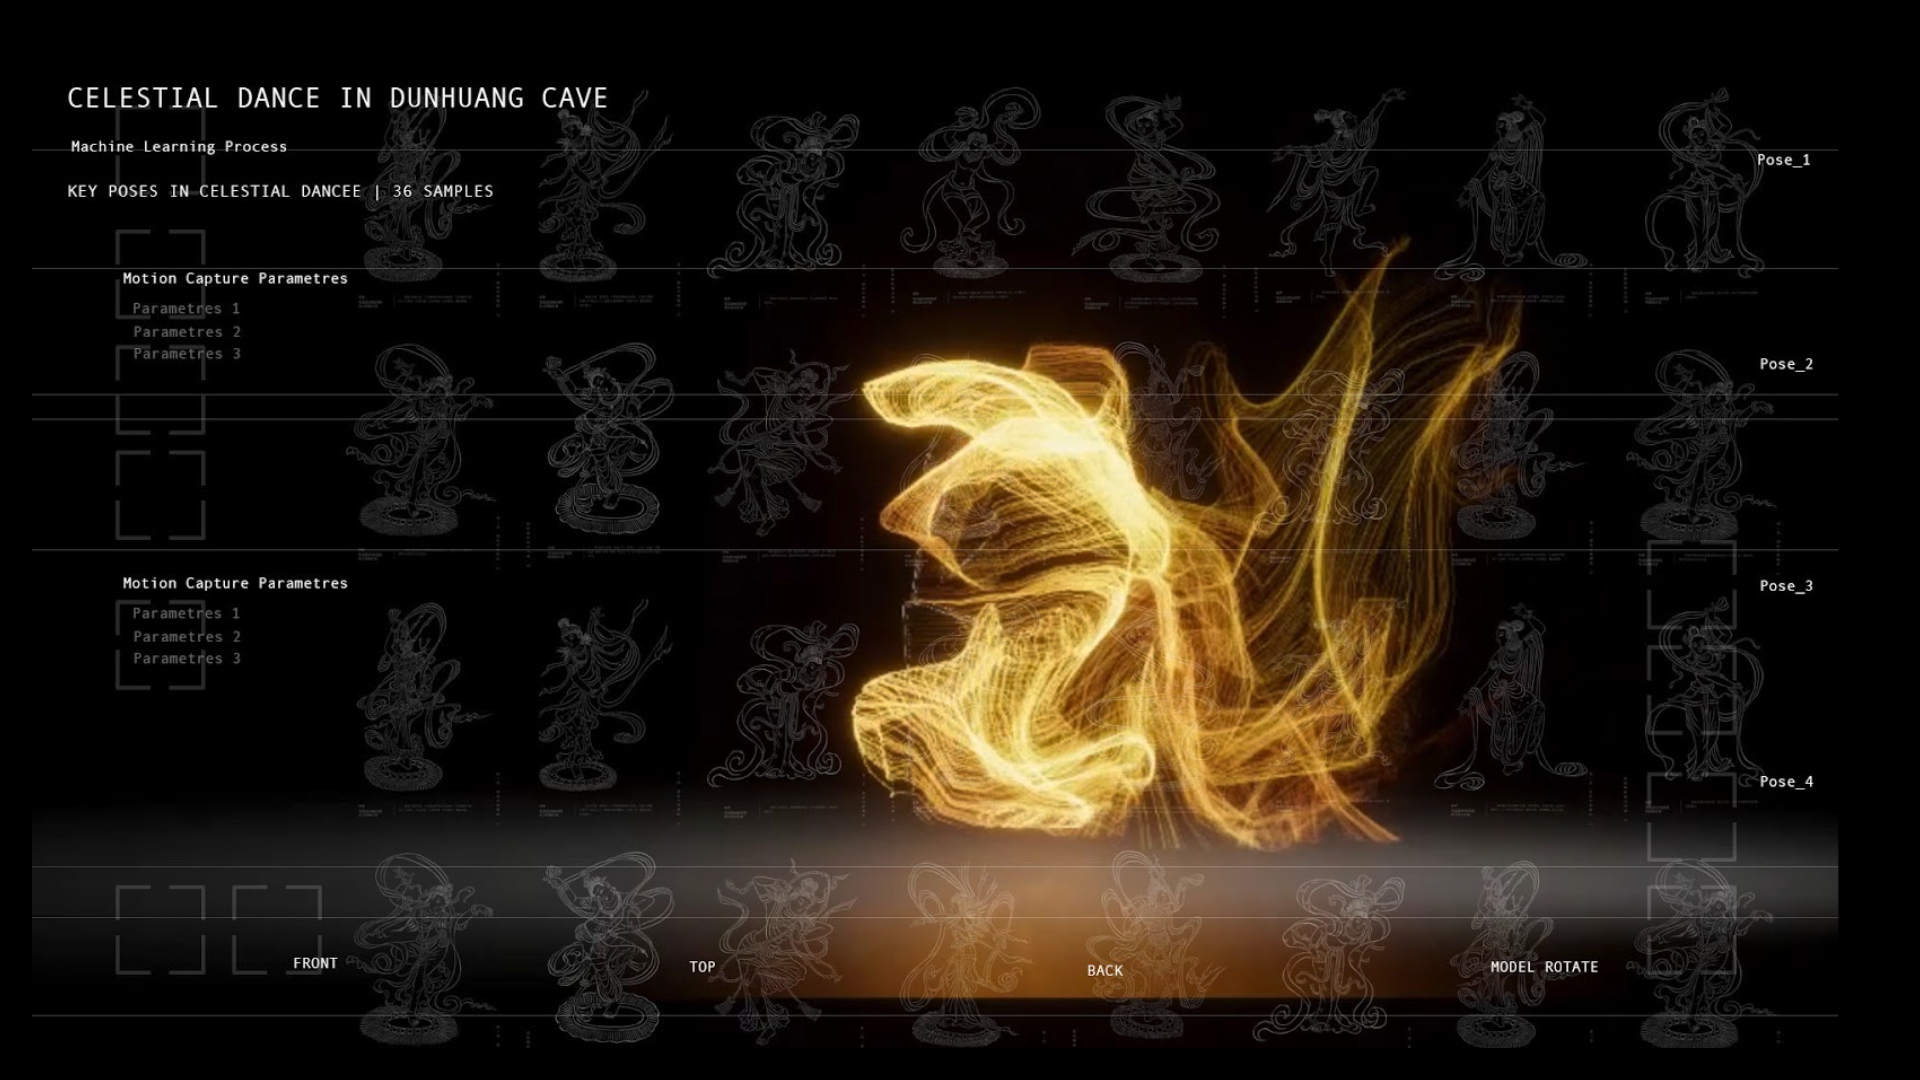 CELESTIAL DANCE IN DUNHUANG CAVE
Machine Learning Process
KEY POSES IN CELESTIAL DANCEE | 36 SAMPLES
Motion Capture Parametres
Parametres 1
Parametres 2
Parametres 3
Motion Capture Parametres
Parametres 1
Parametres 2
Parametres 3
Pose_1
Pose_2
Pose_3
Pose_4
FRONT
TOP
BACK
MODEL ROTATE